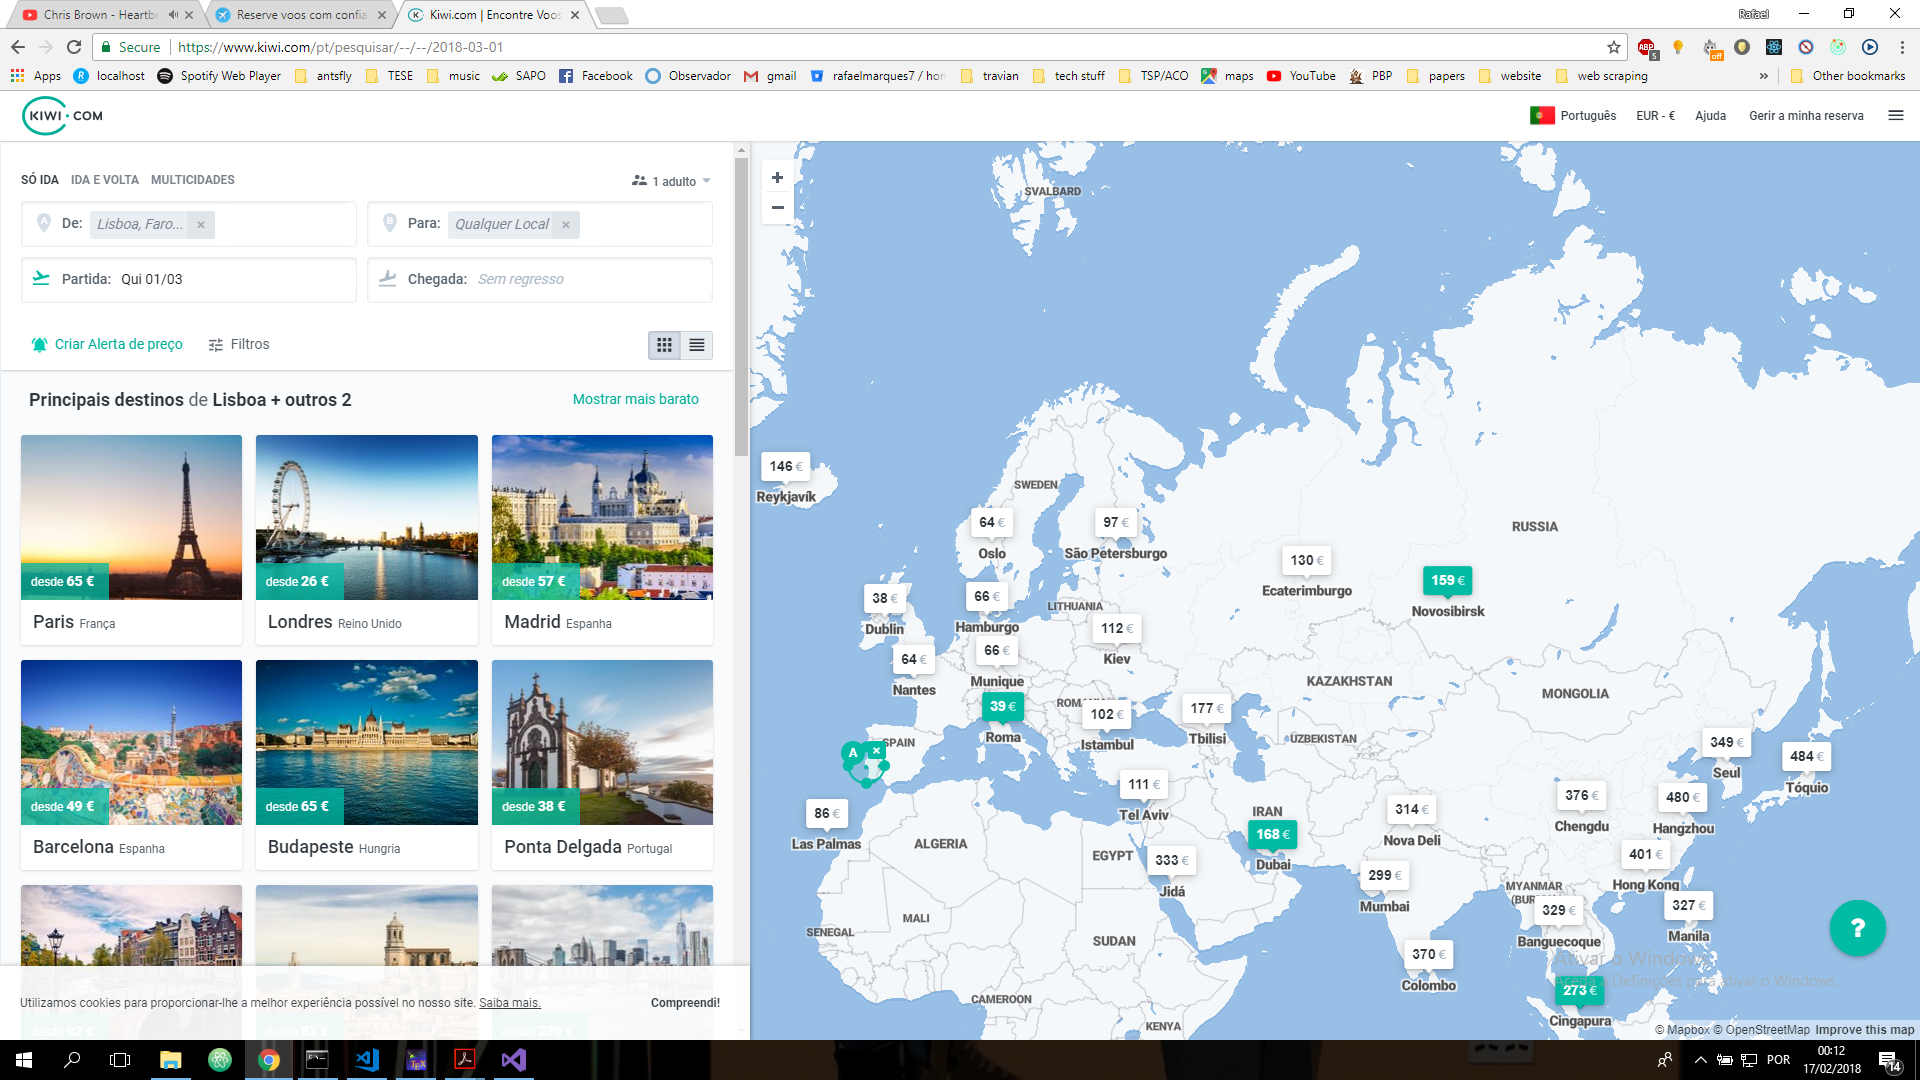 Chris Brown - Heartbr
Reserve voos com confia
Kiwi.com | Encontre Voos
Rafael
Secure
https://www.kiwi.com/pt/pesquisar/--/--/2018-03-01
ABP
5
off
Apps
localhost
Spotify Web Player
antsfly
TESE
music
SAPO
Facebook
Observador
gmail
rafaelmarques7 / hom
travian
tech stuff
TSP/ACO
maps
YouTube
PBP
papers
website
web scraping
»
Other bookmarks
KIWI.COM
Português
EUR - €
Ajuda
Gerir a minha reserva
SÓ IDA
IDA E VOLTA
MULTICIDADES
1 adulto
A
De:
Lisboa, Faro... ×
B
Para:
Qualquer Local ×
Partida:
Qui 01/03
Chegada:
Sem regresso
Criar Alerta de preço
Filtros
Principais destinos de Lisboa + outros 2
Mostrar mais barato
desde 65 €
Paris França
desde 26 €
Londres Reino Unido
desde 57 €
Madrid Espanha
desde 49 €
Barcelona Espanha
desde 65 €
Budapeste Hungria
desde 38 €
Ponta Delgada Portugal
desde 92 €
desde 83 €
desde 239 €
Utilizamos cookies para proporcionar-lhe a melhor experiência possível no nosso site. Saiba mais.
Compreendi!
+
−
SVALBARD
146 €
Reykjavík
SWEDEN
64 €
Oslo
97 €
São Petersburgo
RUSSIA
130 €
Ecaterimburgo
159 €
Novosibirsk
38 €
Dublin
66 €
Hamburgo
LITHUANIA
112 €
Kiev
64 €
Nantes
66 €
Munique
KAZAKHSTAN
MONGOLIA
39 €
Roma
102 €
Istambul
177 €
Tbilisi
UZBEKISTAN
349 €
Seul
484 €
Tóquio
A
×
SPAIN
111 €
Tel Aviv
86 €
Las Palmas
ALGERIA
EGYPT
IRAN
168 €
Dubai
314 €
Nova Deli
376 €
Chengdu
480 €
Hangzhou
333 €
Jidá
299 €
Mumbai
401 €
Hong Kong
MYANMAR
329 €
Banguecoque
327 €
Manila
MALI
SENEGAL
SUDAN
370 €
Colombo
273 €
Cingapura
CAMEROON
KENYA
?
Ativar o Windows
Aceda a Definições para ativar o Windows.
© Mapbox © OpenStreetMap Improve this map
POR
00:12
17/02/2018
14